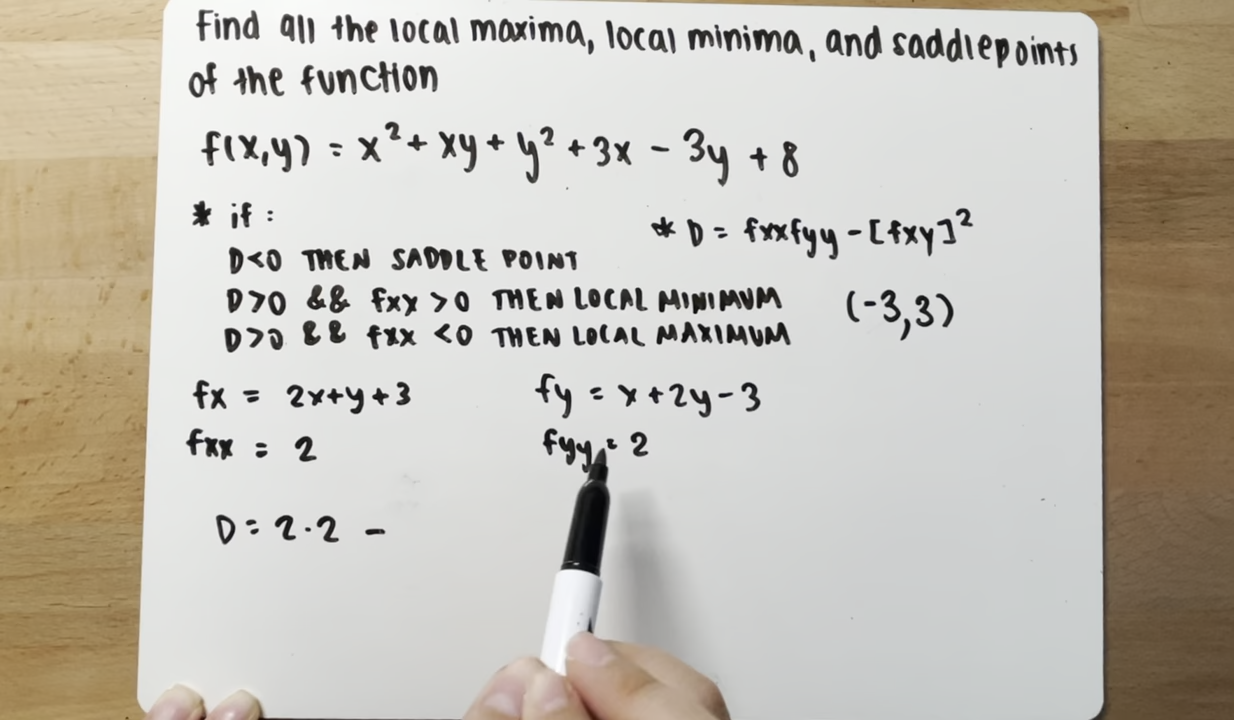 Find all the local maxima, local minima, and saddlepoints
of the function
f(x,y) = x² + xy + y² + 3x - 3y + 8
* if :
* D = fxxfyy - [fxy]²
D<0 THEN SADDLE POINT
D>0 && fxx >0 THEN LOCAL MINIMUM
(-3,3)
D>0 && fxx <0 THEN LOCAL MAXIMUM
fx = 2x+y+3
fy = x+2y-3
fxx = 2
fyy = 2
D = 2·2 -